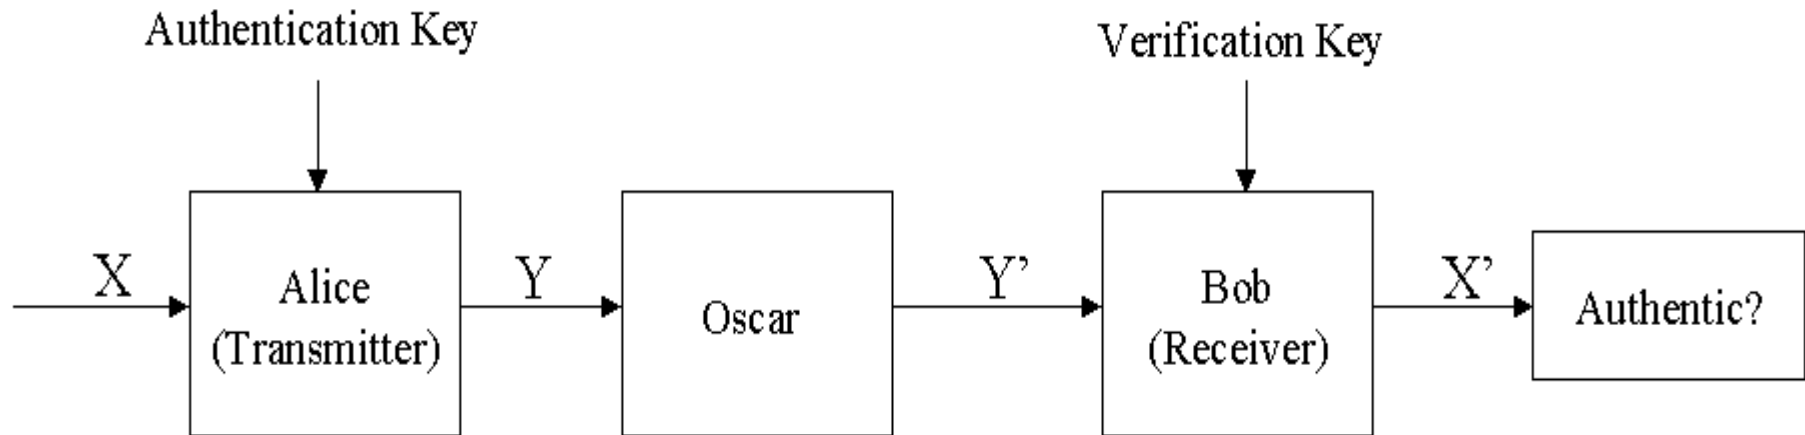 Authentication Key
Verification Key
X
Alice
(Transmitter)
Y
Oscar
Y’
Bob
(Receiver)
X’
Authentic?